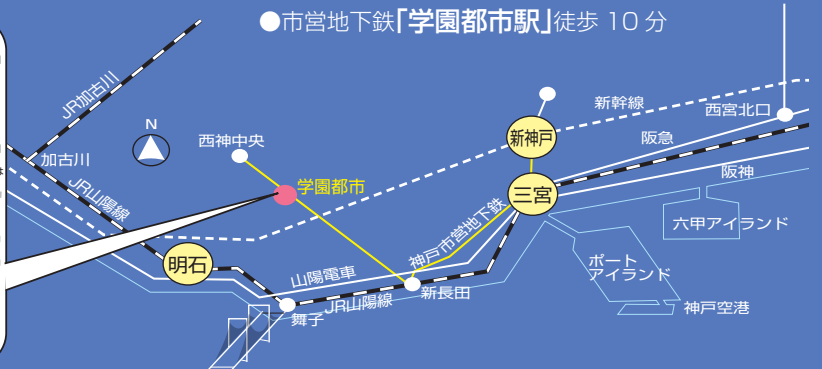 ●市営地下鉄「学園都市駅」徒歩 10 分
JR加古川
N
新幹線
西宮北口
新神戸
阪急
西神中央
加古川
学園都市
阪神
JR山陽線
三宮
神戸市営地下鉄
六甲アイランド
明石
山陽電車
ポート
アイランド
新長田
JR山陽線
舞子
神戸空港